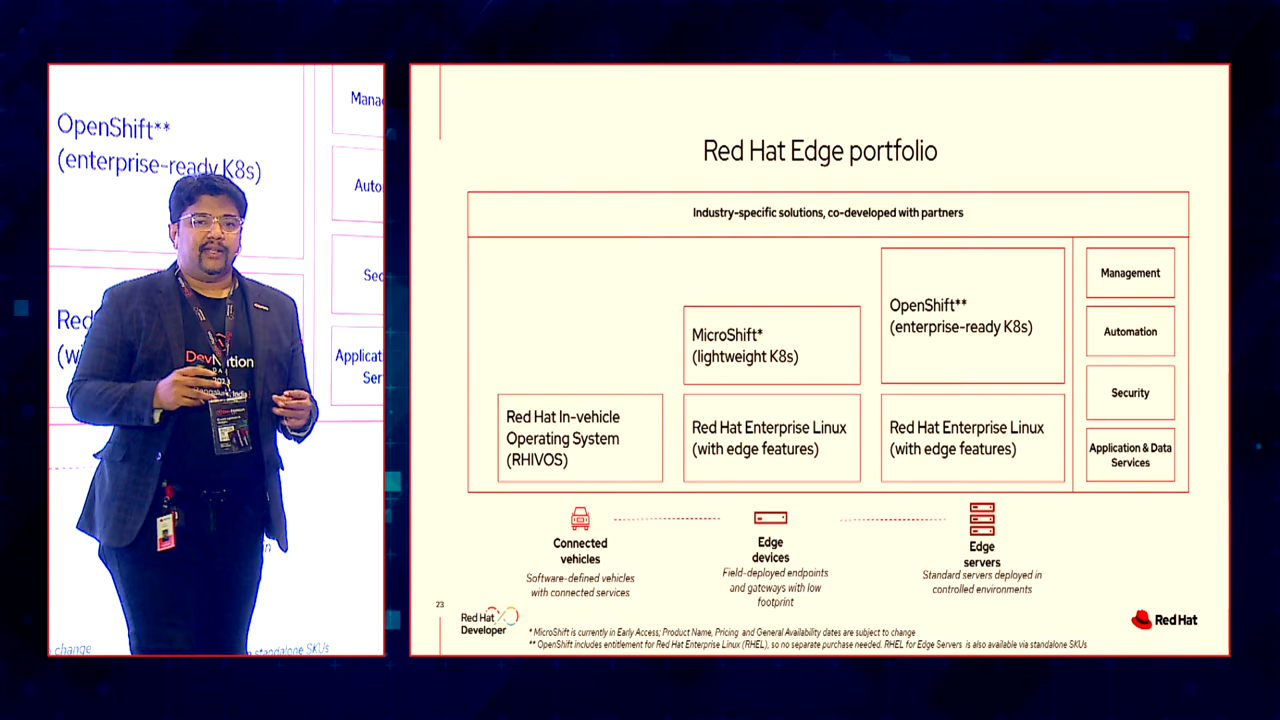 OpenShift**
(enterprise-ready K8s)
Mana
Auto
Sec
Red
Applicat
Ser
DevNation
2023
change
n standalone SKUs
Red Hat Edge portfolio
Industry-specific solutions, co-developed with partners
Red Hat In-vehicle
Operating System
(RHIVOS)
MicroShift*
(lightweight K8s)
Red Hat Enterprise Linux
(with edge features)
OpenShift**
(enterprise-ready K8s)
Red Hat Enterprise Linux
(with edge features)
Management
Automation
Security
Application & Data
Services
Connected
vehicles
Software-defined vehicles
with connected services
Edge
devices
Field-deployed endpoints
and gateways with low
footprint
Edge
servers
Standard servers deployed in
controlled environments
23
Red Hat
Developer
* MicroShift is currently in Early Access; Product Name, Pricing and General Availability dates are subject to change
** OpenShift includes entitlement for Red Hat Enterprise Linux (RHEL), so no separate purchase needed. RHEL for Edge Servers is also available via standalone SKUs
Red Hat